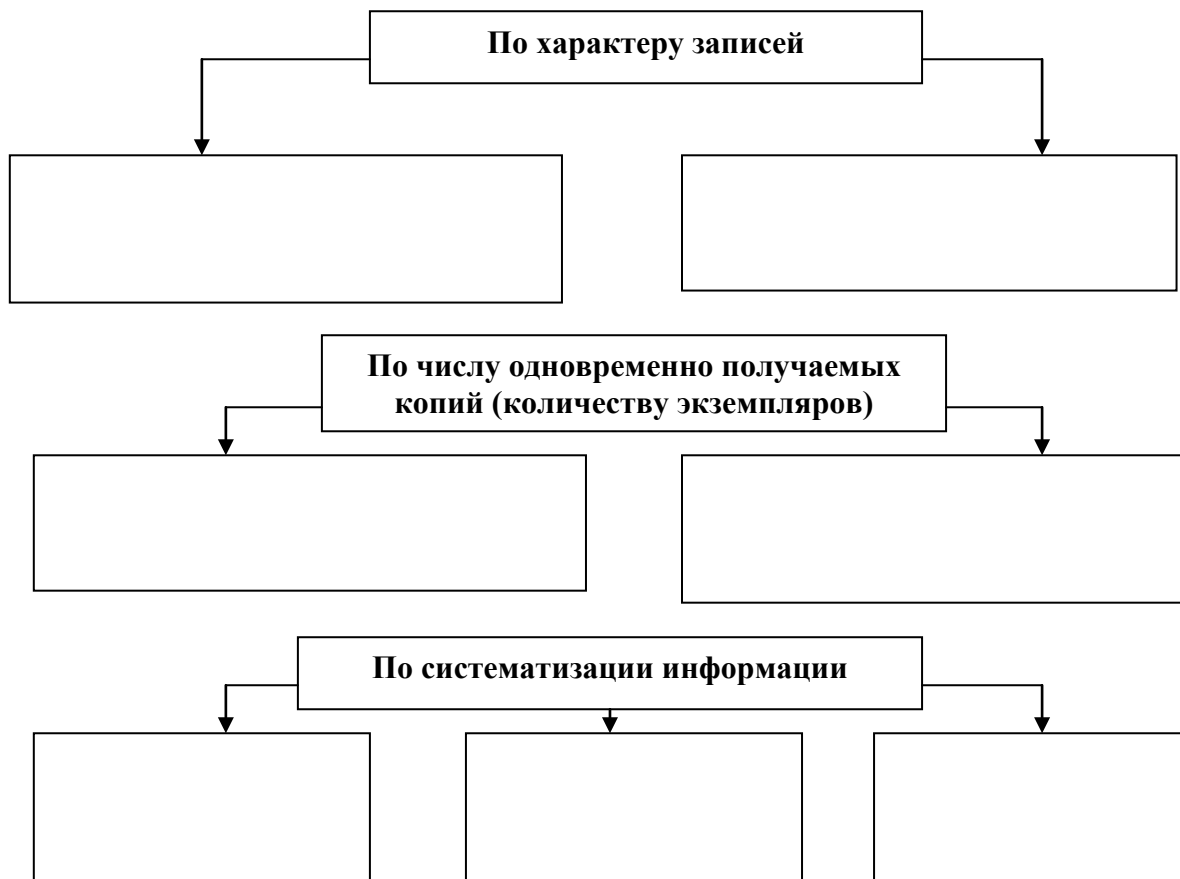 По характеру записей
По числу одновременно получаемых
копий (количеству экземпляров)
По систематизации информации